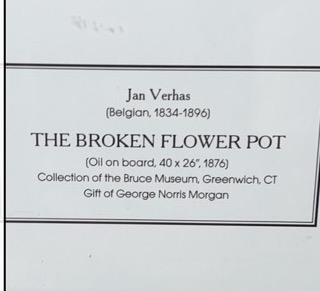 Jan Verhas
(Belgian, 1834-1896)
THE BROKEN FLOWER POT
(Oil on board, 40 x 26", 1876)
Collection of the Bruce Museum, Greenwich, CT
Gift of George Norris Morgan